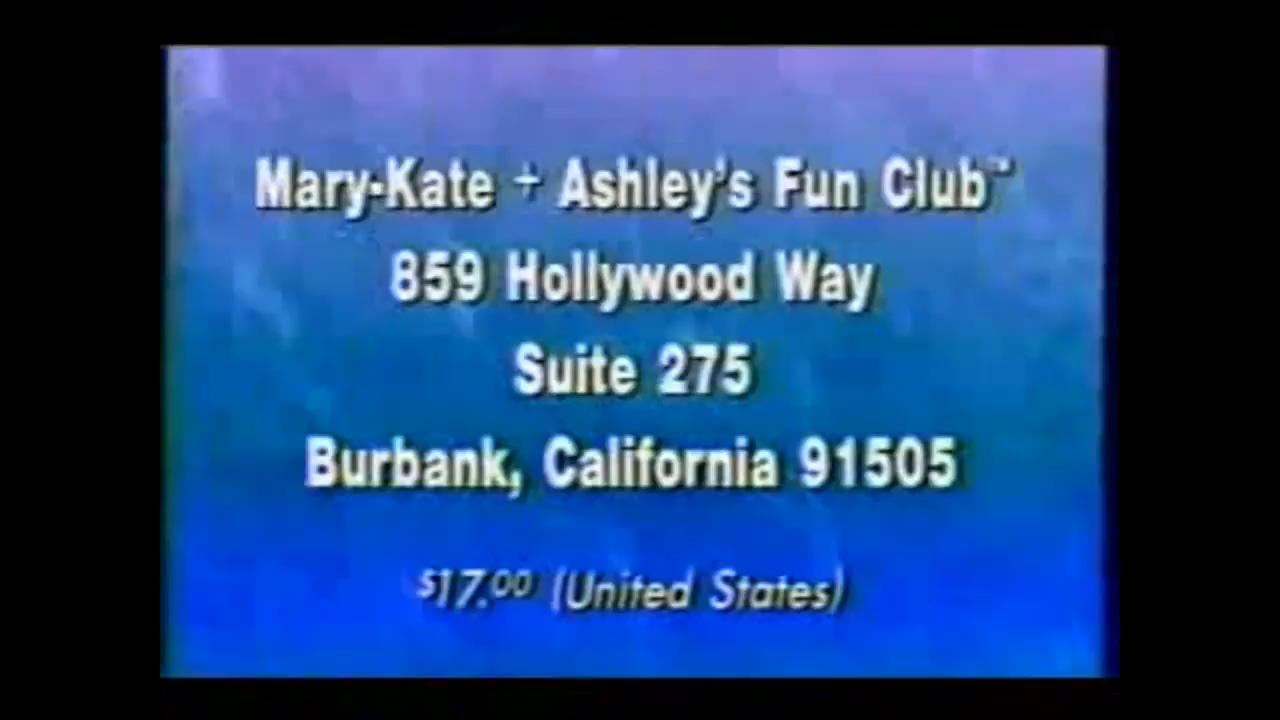 Mary-Kate + Ashley's Fun Club™
859 Hollywood Way
Suite 275
Burbank, California 91505
$17.00 (United States)